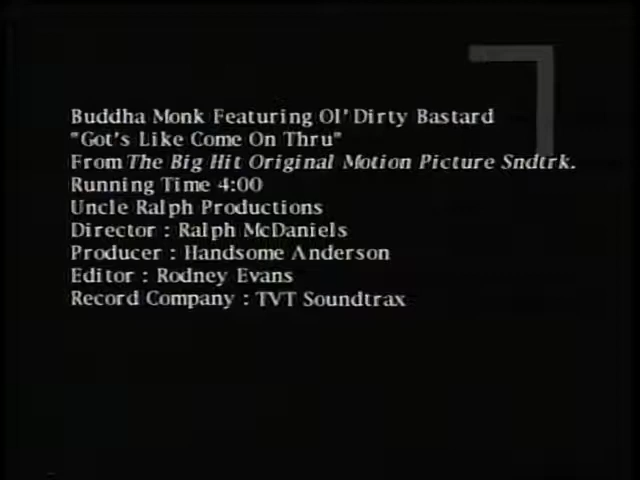 7
Buddha Monk Featuring Ol' Dirty Bastard
"Got's Like Come On Thru"
From The Big Hit Original Motion Picture Sndtrk.
Running Time 4:00
Uncle Ralph Productions
Director : Ralph McDaniels
Producer : Handsome Anderson
Editor : Rodney Evans
Record Company : TVT Soundtrax